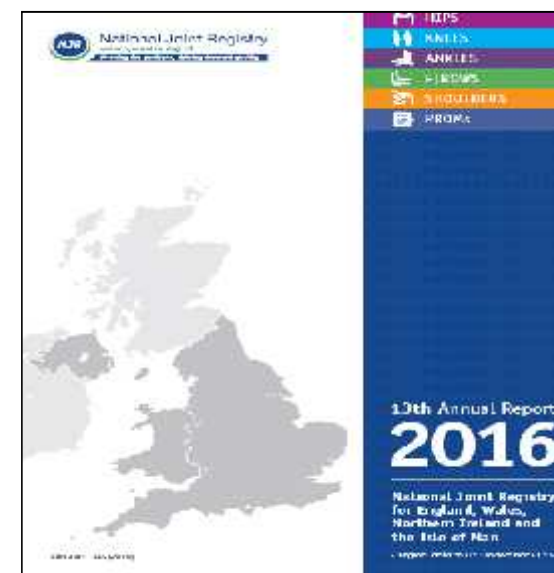 NJR
National Joint Registry
HIPS
KNEES
ANKLES
ELBOWS
SHOULDERS
PROMs
13th Annual Report
2016
National Joint Registry
for England, Wales,
Northern Ireland and
the Isle of Man